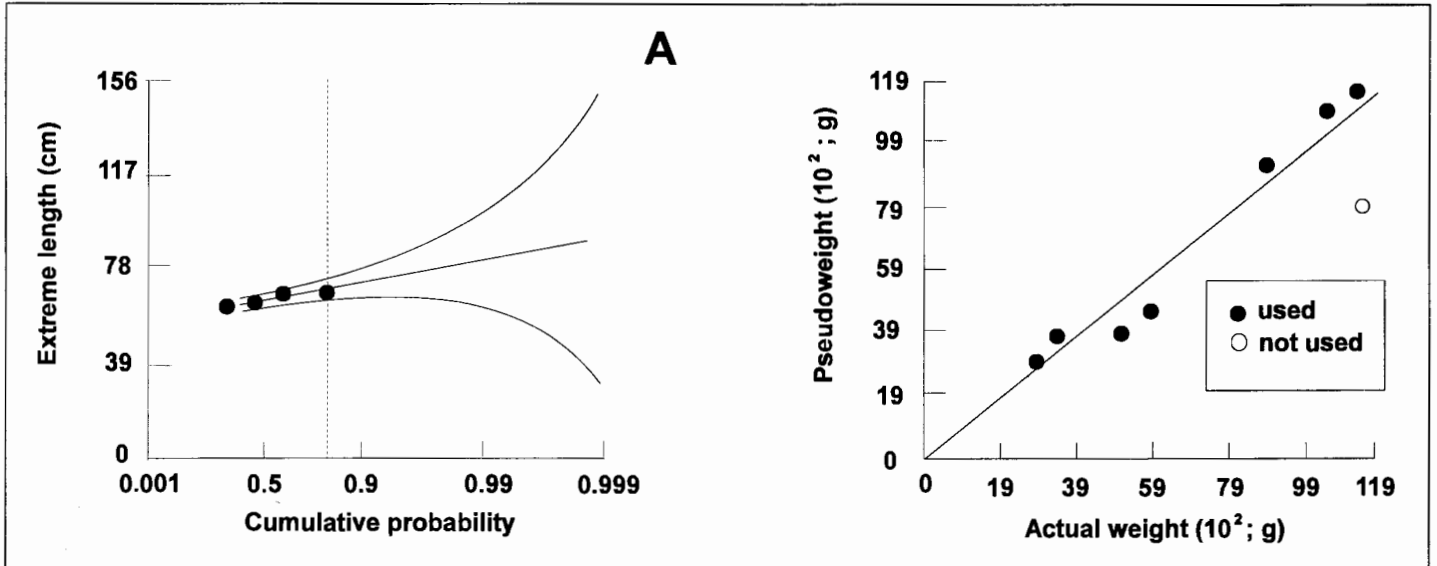 A
156
117
78
39
0
Extreme length (cm)
0.001 0.5 0.9 0.99 0.999
Cumulative probability
119
99
79
59
39
19
0
Pseudoweight (10²; g)
used
not used
0 19 39 59 79 99 119
Actual weight (10²; g)